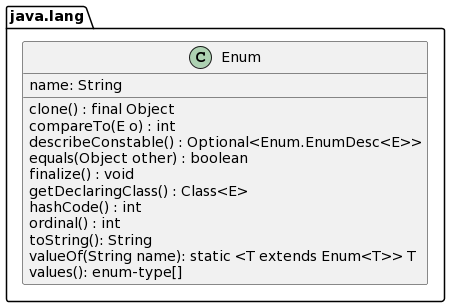 java.lang
C Enum
name: String
clone() : final Object
compareTo(E o) : int
describeConstable() : Optional<Enum.EnumDesc<E>>
equals(Object other) : boolean
finalize() : void
getDeclaringClass() : Class<E>
hashCode() : int
ordinal() : int
toString(): String
valueOf(String name): static <T extends Enum<T>> T
values(): enum-type[]